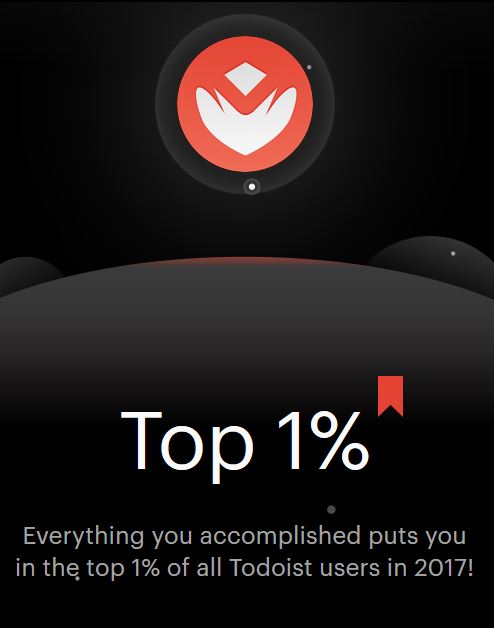 Top 1%
Everything you accomplished puts you
in the top 1% of all Todoist users in 2017!